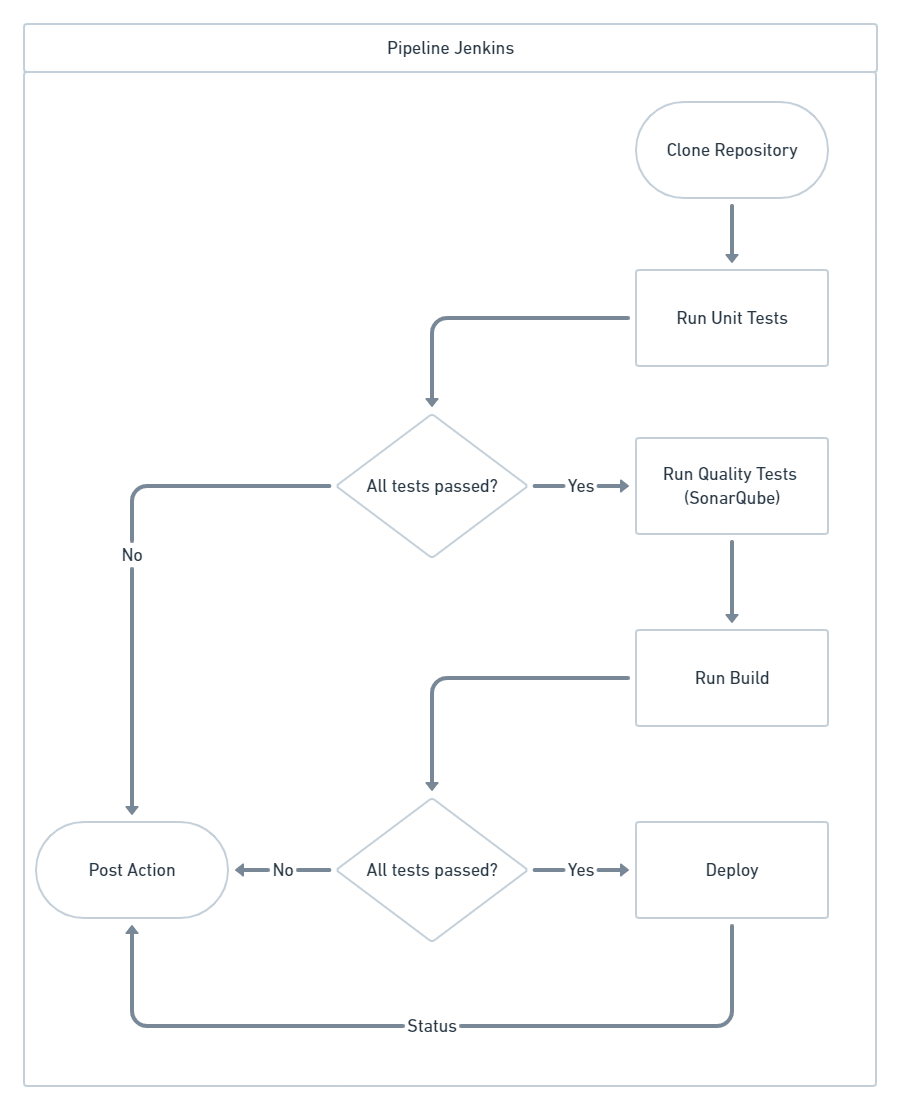 Pipeline Jenkins
Clone Repository
Run Unit Tests
All tests passed?
Yes
Run Quality Tests
(SonarQube)
No
Run Build
Post Action
No
All tests passed?
Yes
Deploy
Status